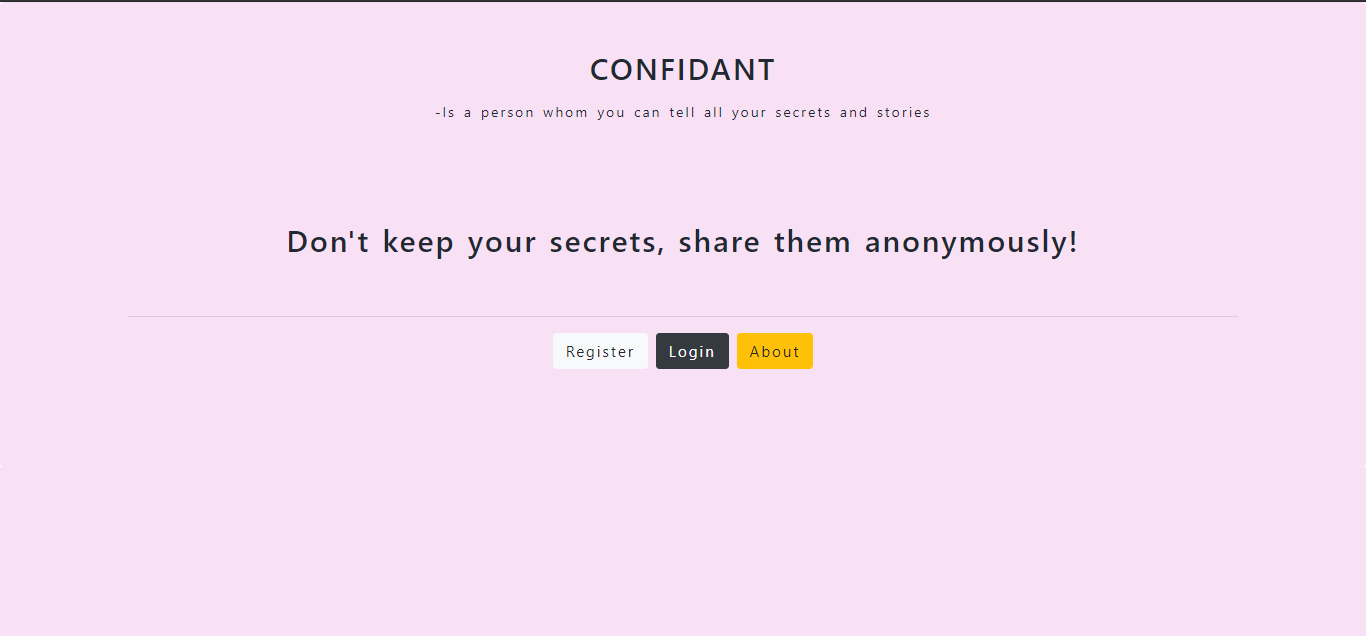 CONFIDANT
-Is a person whom you can tell all your secrets and stories
Don't keep your secrets, share them anonymously!
Register Login About